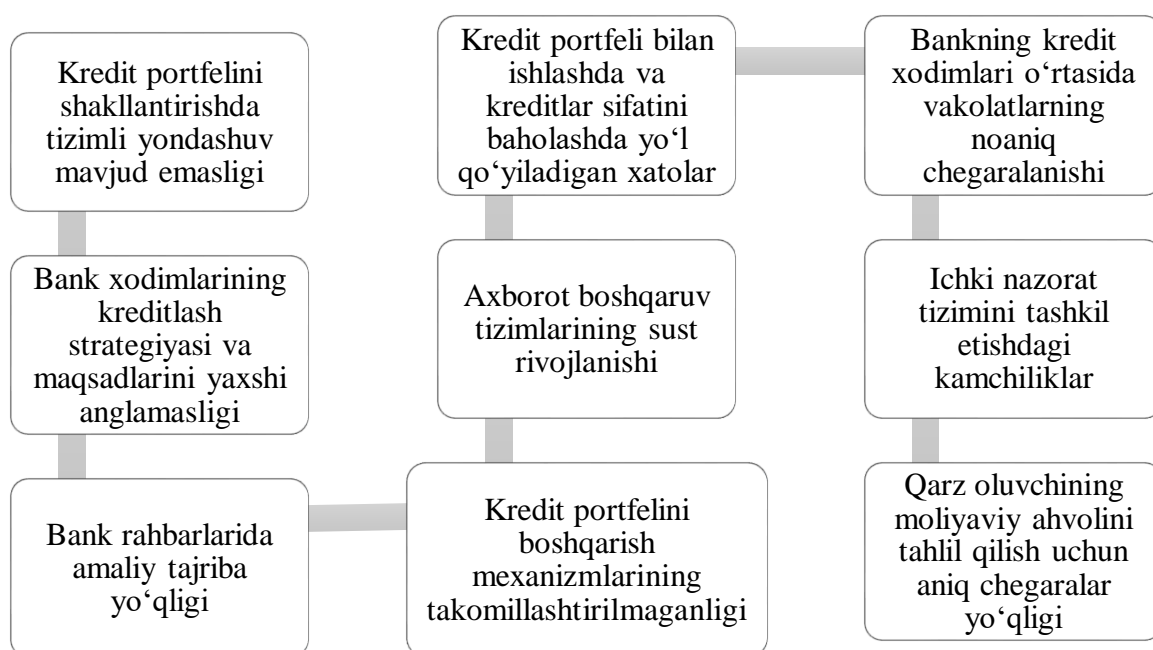 Kredit portfelini
shakllantirishda
tizimli yondashuv
mavjud emasligi
Bank xodimlarining
kreditlash
strategiyasi va
maqsadlarini yaxshi
anglamasligi
Bank rahbarlarida
amaliy tajriba
yo‘qligi
Kredit portfelini
boshqarish
mexanizmlarining
takomillashtirilmaganligi
Axborot boshqaruv
tizimlarining sust
rivojlanishi
Kredit portfeli bilan
ishlashda va
kreditlar sifatini
baholashda yo‘l
qo‘yiladigan xatolar
Bankning kredit
xodimlari o‘rtasida
vakolatlarning
noaniq
chegaralanishi
Ichki nazorat
tizimini tashkil
etishdagi
kamchiliklar
Qarz oluvchining
moliyaviy ahvolini
tahlil qilish uchun
aniq chegaralar
yo‘qligi